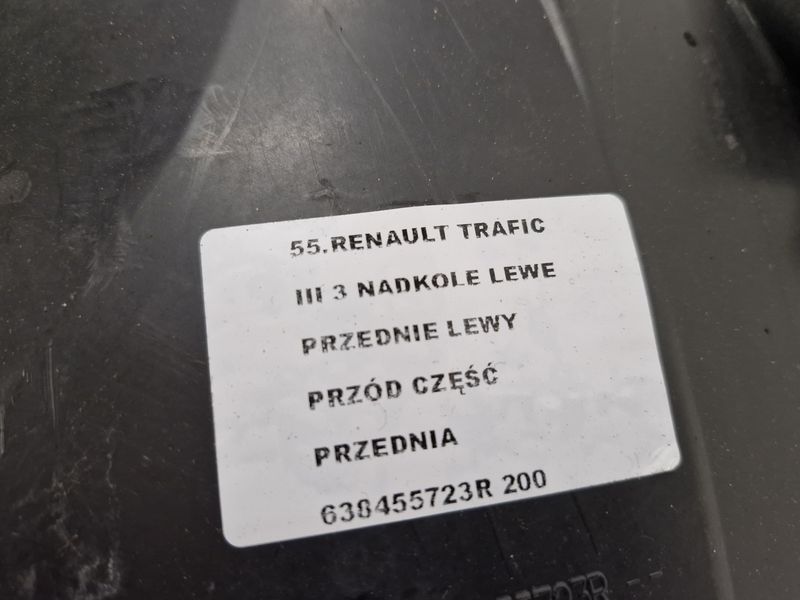 55.RENAULT TRAFIC
III 3 NADKOLE LEWE
PRZEDNIE LEWY
PRZÓD CZĘŚĆ
PRZEDNIA
638455723R 200